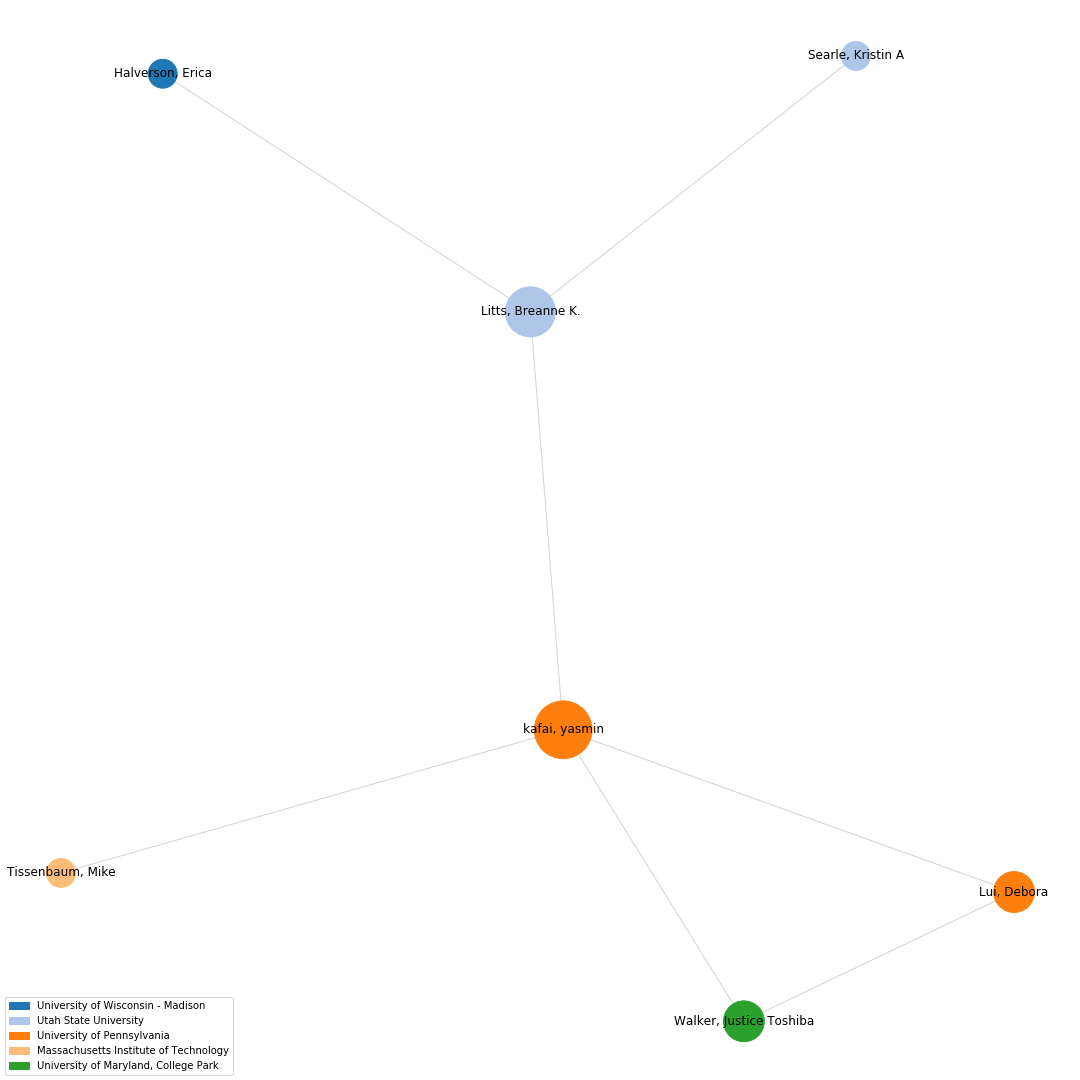 Searle, Kristin A
Halverson, Erica
Litts, Breanne K.
kafai, yasmin
Tissenbaum, Mike
Lui, Debora
Walker, Justice Toshiba
University of Wisconsin - Madison
Utah State University
University of Pennsylvania
Massachusetts Institute of Technology
University of Maryland, College Park